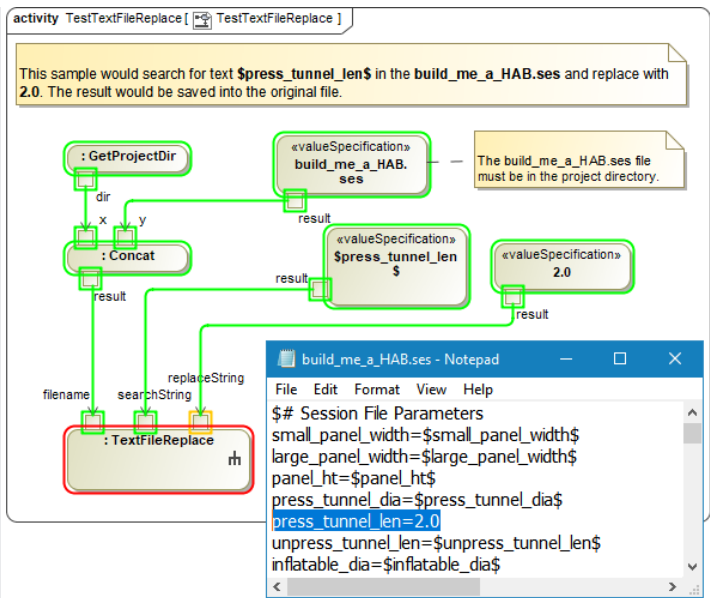 activity TestTextFileReplace [ TestTextFileReplace ]
This sample would search for text $press_tunnel_len$ in the build_me_a_HAB.ses and replace with
2.0. The result would be saved into the original file.
: GetProjectDir
dir
«valueSpecification»
build_me_a_HAB.
ses
result
The build_me_a_HAB.ses file
must be in the project directory.
x
y
: Concat
result
«valueSpecification»
$press_tunnel_len
$
result
«valueSpecification»
2.0
result
filename
searchString
replaceString
: TextFileReplace
build_me_a_HAB.ses - Notepad
File Edit Format View Help
$# Session File Parameters
small_panel_width=$small_panel_width$
large_panel_width=$large_panel_width$
panel_ht=$panel_ht$
press_tunnel_dia=$press_tunnel_dia$
press_tunnel_len=2.0
unpress_tunnel_len=$unpress_tunnel_len$
inflatable_dia=$inflatable_dia$